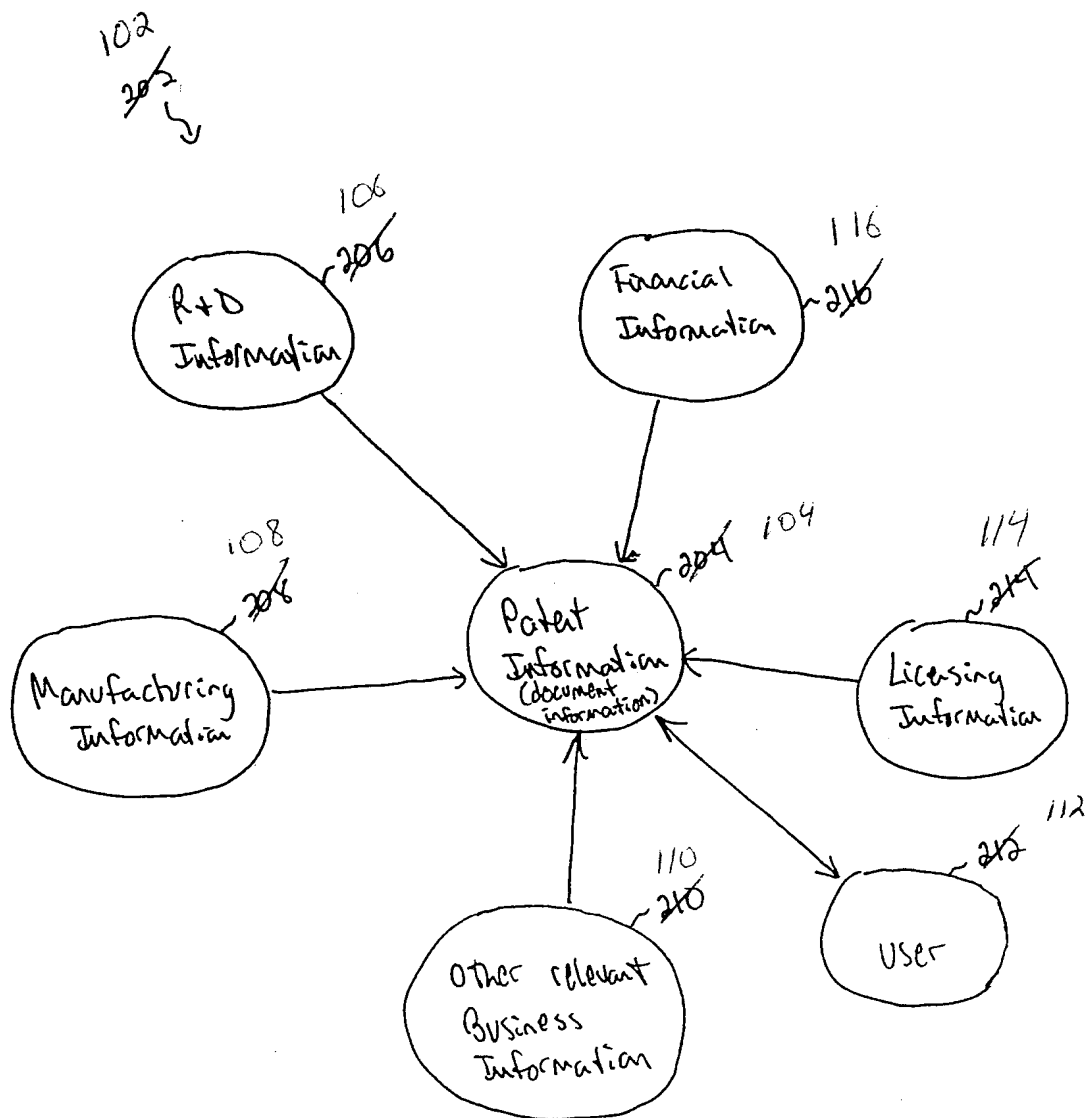 102
202
106
206
R+D
Information
116
216
Financial
Information
108
208
Manufacturing
Information
204 104
Patent
Information
(document
information)
114
214
Licensing
Information
110
210
Other relevant
Business
Information
112
212
User